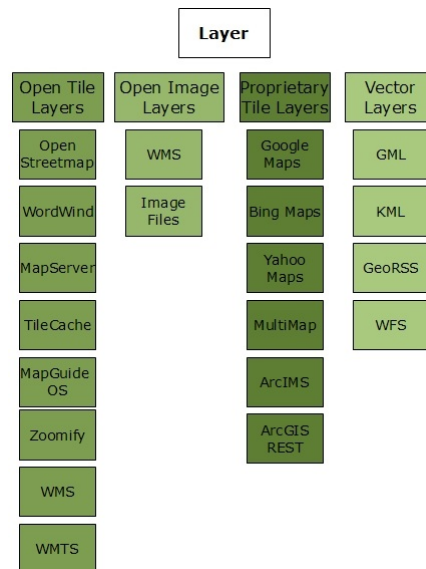 Layer
Open Tile
Layers
Open Streetmap
WordWind
MapServer
TileCache
MapGuide
OS
Zoomify
WMS
WMTS
Open Image
Layers
WMS
Image
Files
Proprietary
Tile Layers
Google
Maps
Bing Maps
Yahoo
Maps
MultiMap
ArcIMS
ArcGIS
REST
Vector
Layers
GML
KML
GeoRSS
WFS